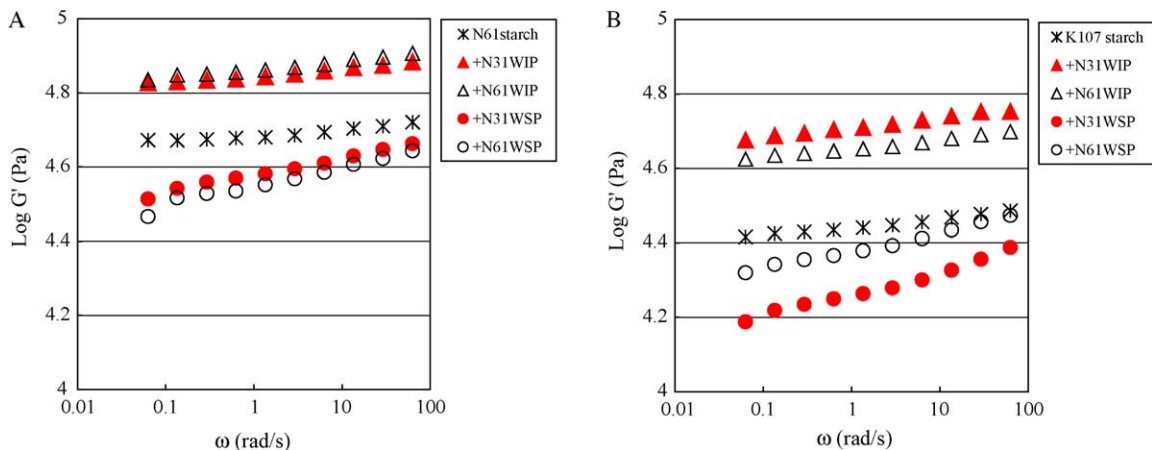 A
5
4.8
4.6
4.4
4.2
4
Log G' (Pa)
0.01
0.1
1
10
100
ω (rad/s)
N61starch
+N31WIP
+N61WIP
+N31WSP
+N61WSP
B
5
4.8
4.6
4.4
4.2
4
Log G' (Pa)
0.01
0.1
1
10
100
ω (rad/s)
K107 starch
+N31WIP
+N61WIP
+N31WSP
+N61WSP